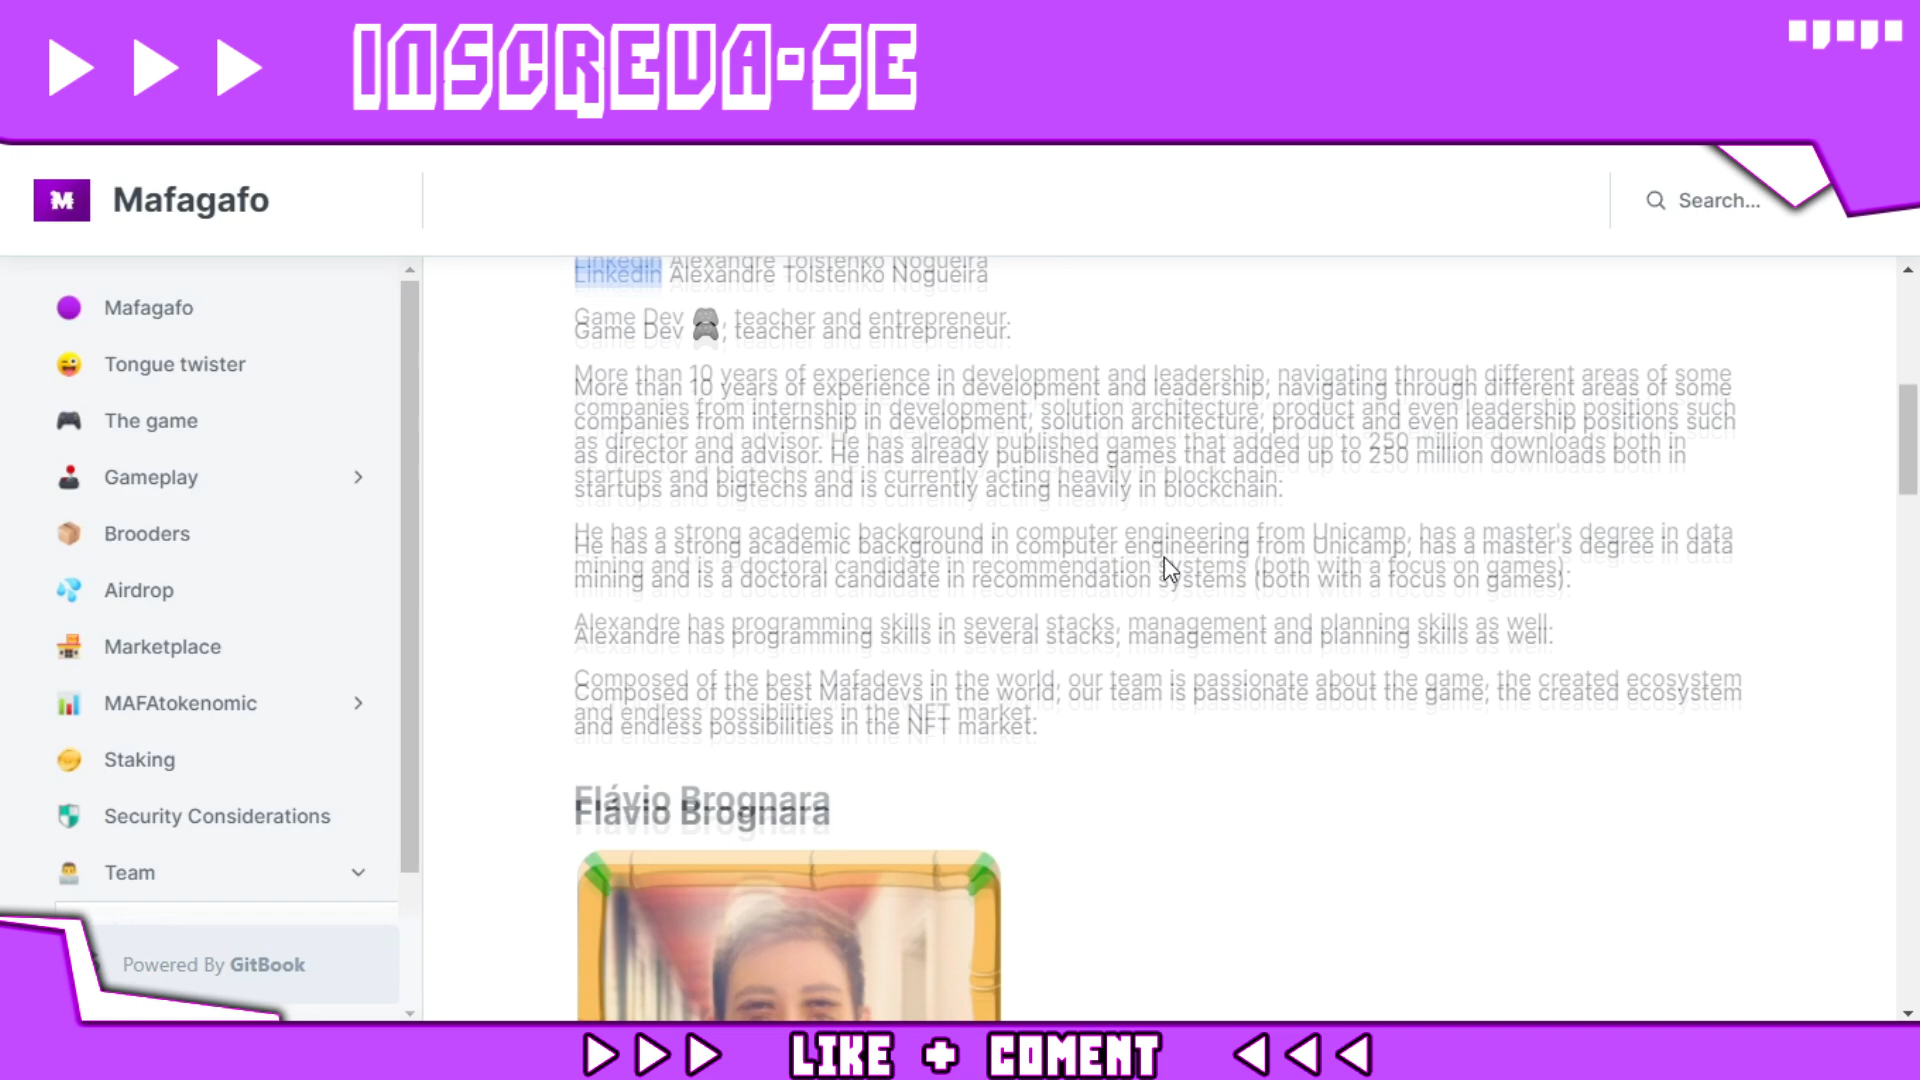 INSCREVA-SE
M
Mafagafo
Search...
Mafagafo
Tongue twister
The game
Gameplay
Brooders
Airdrop
Marketplace
MAFAtokenomic
Staking
Security Considerations
Team
Powered By GitBook
Linkedin Alexandre Tolstenko Nogueira
Game Dev 🎮, teacher and entrepreneur.
More than 10 years of experience in development and leadership, navigating through different areas of some
companies from internship in development, solution architecture, product and even leadership positions such
as director and advisor. He has already published games that added up to 250 million downloads both in
startups and bigtechs and is currently acting heavily in blockchain.
He has a strong academic background in computer engineering from Unicamp, has a master's degree in data
mining and is a doctoral candidate in recommendation systems (both with a focus on games).
Alexandre has programming skills in several stacks, management and planning skills as well.
Composed of the best Mafadevs in the world, our team is passionate about the game, the created ecosystem
and endless possibilities in the NFT market.
Flávio Brognara
LIKE + COMENT